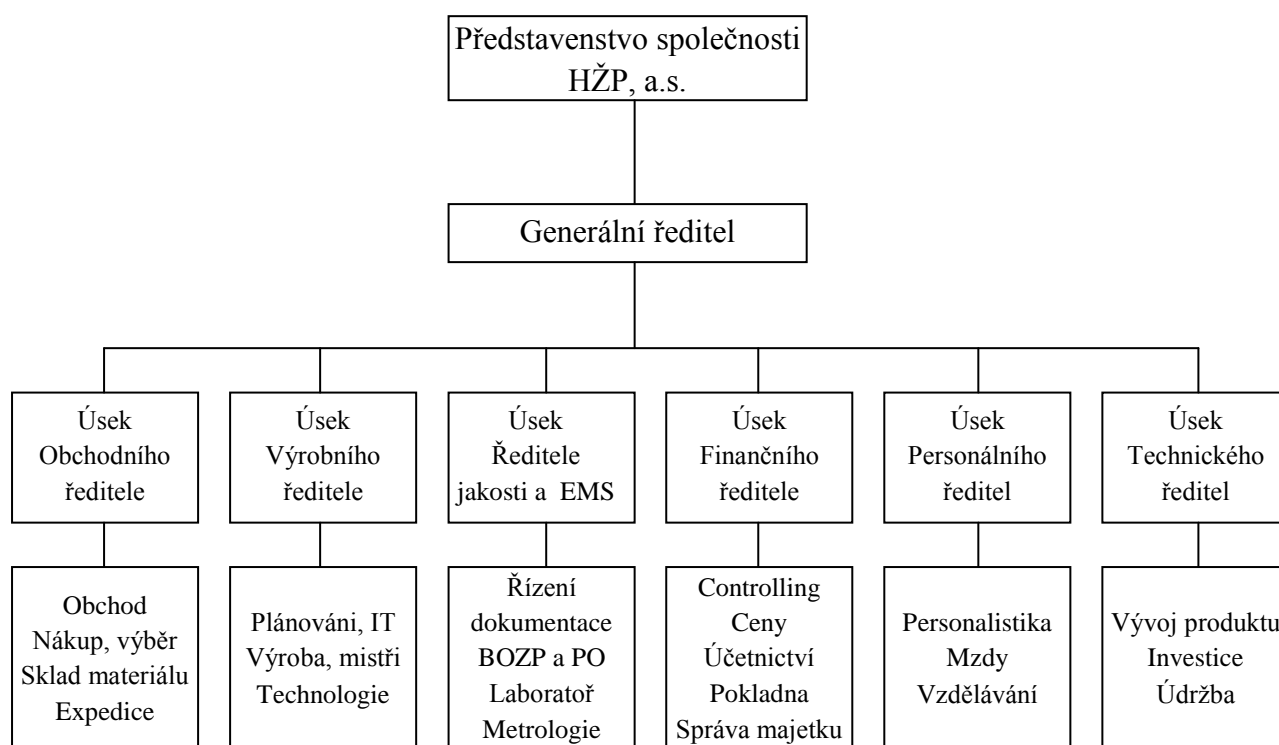 Představenstvo společnosti
HŽP, a.s.
Generální ředitel
Úsek
Obchodního
ředitele
Úsek
Výrobního
ředitele
Úsek
Ředitele
jakosti a EMS
Úsek
Finančního
ředitele
Úsek
Personálního
ředitel
Úsek
Technického
ředitel
Obchod
Nákup, výběr
Sklad materiálu
Expedice
Plánováni, IT
Výroba, mistři
Technologie
Řízení
dokumentace
BOZP a PO
Laboratoř
Metrologie
Controlling
Ceny
Účetnictví
Pokladna
Správa majetku
Personalistika
Mzdy
Vzdělávání
Vývoj produktu
Investice
Údržba